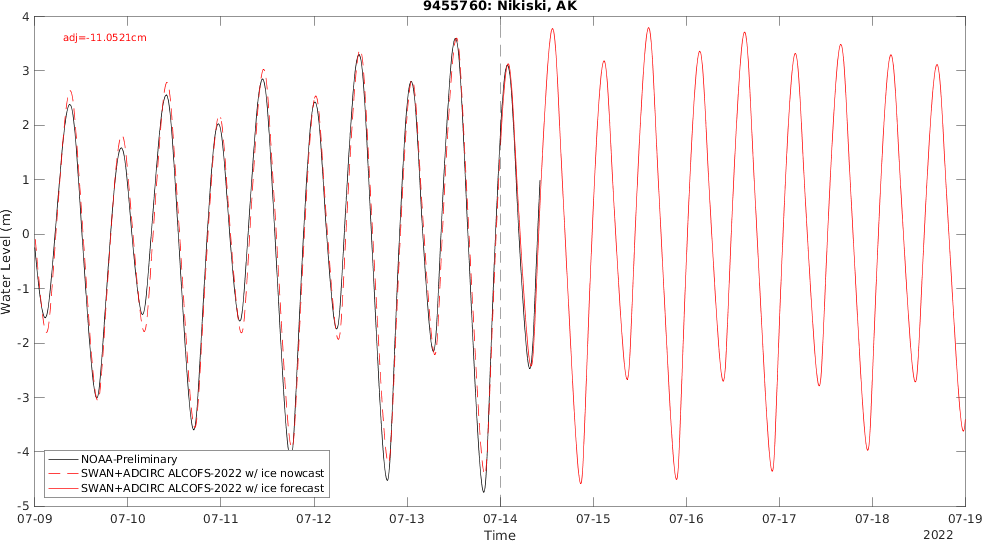 9455760: Nikiski, AK
adj=-11.0521cm
4
3
2
1
0
-1
-2
-3
-4
-5
Water Level (m)
NOAA-Preliminary
SWAN+ADCIRC ALCOFS-2022 w/ ice nowcast
SWAN+ADCIRC ALCOFS-2022 w/ ice forecast
07-09 07-10 07-11 07-12 07-13 07-14 07-15 07-16 07-17 07-18 07-19
Time
2022